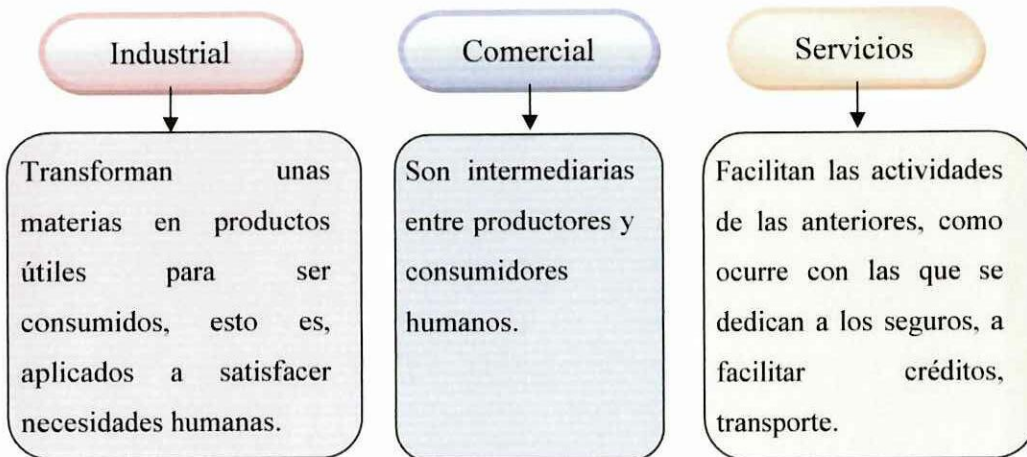 Industrial
Transforman unas
materias en productos
útiles para ser
consumidos, esto es,
aplicados a satisfacer
necesidades humanas.
Comercial
Son intermediarias
entre productores y
consumidores
humanos.
Servicios
Facilitan las actividades
de las anteriores, como
ocurre con las que se
dedican a los seguros, a
facilitar créditos,
transporte.